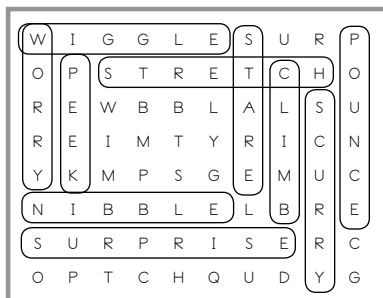 W I G G L E S U R P
O P S T R E T C H O
R E W B B L A L S U
R E I M T Y R I C N
Y K M P S G E M U C
N I B B L E L B R E
S U R P R I S E R C
O P T C H Q U D Y G